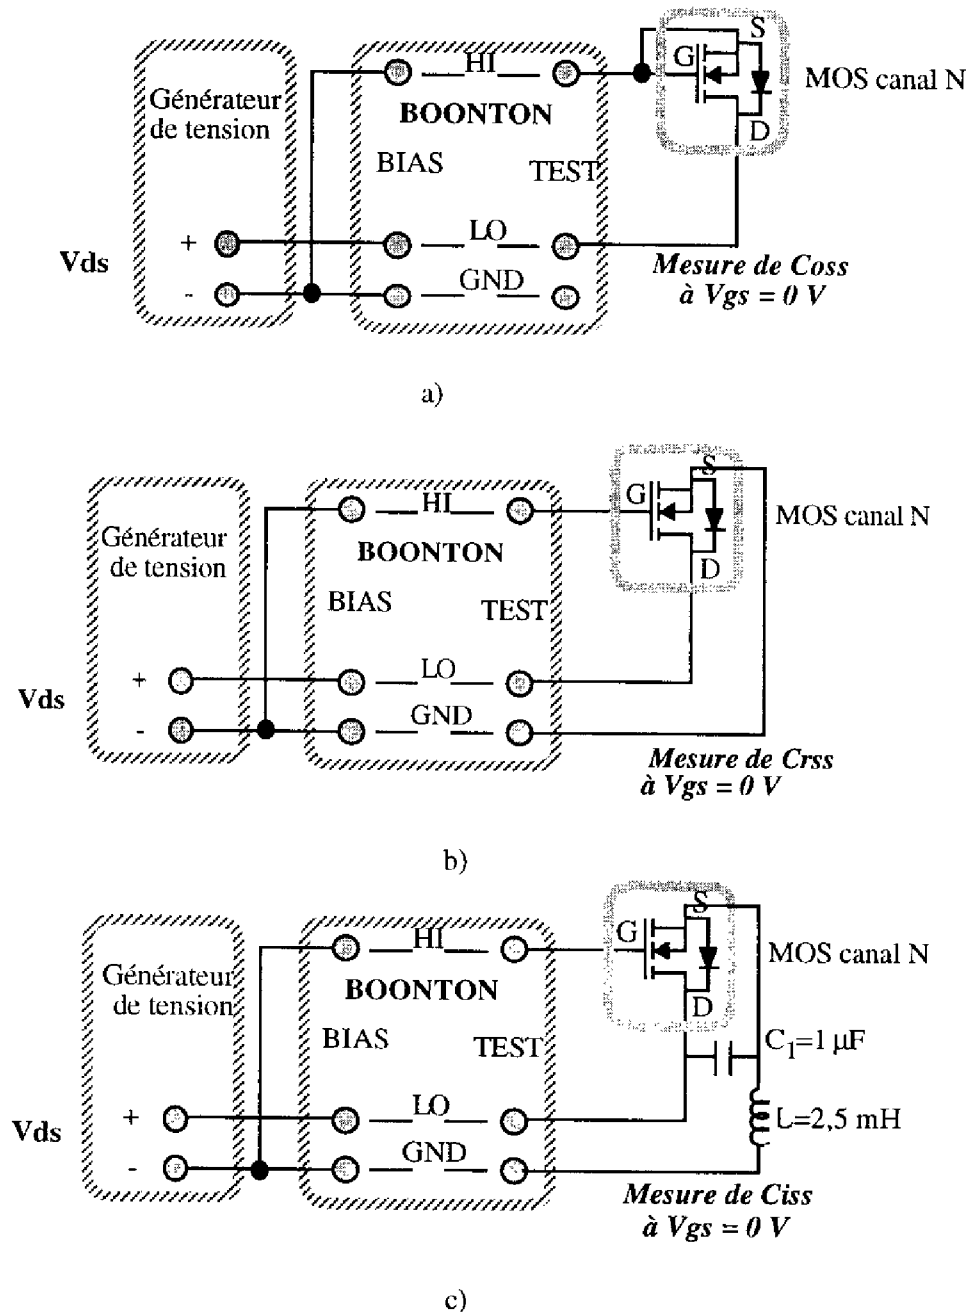 S
HI
G
MOS canal N
Générateur
de tension
BOONTON
D
BIAS
TEST
LO
+
Vds
Mesure de Coss
GND
-
à Vgs = 0 V
a)
S
HI
G
MOS canal N
Générateur
de tension
BOONTON
D
BIAS
TEST
LO
+
Vds
GND
-
Mesure de Crss
à Vgs = 0 V
b)
S
HI
G
MOS canal N
Générateur
de tension
BOONTON
D
BIAS
TEST
C1=1 µF
LO
+
L=2,5 mH
Vds
GND
-
Mesure de Ciss
à Vgs = 0 V
c)